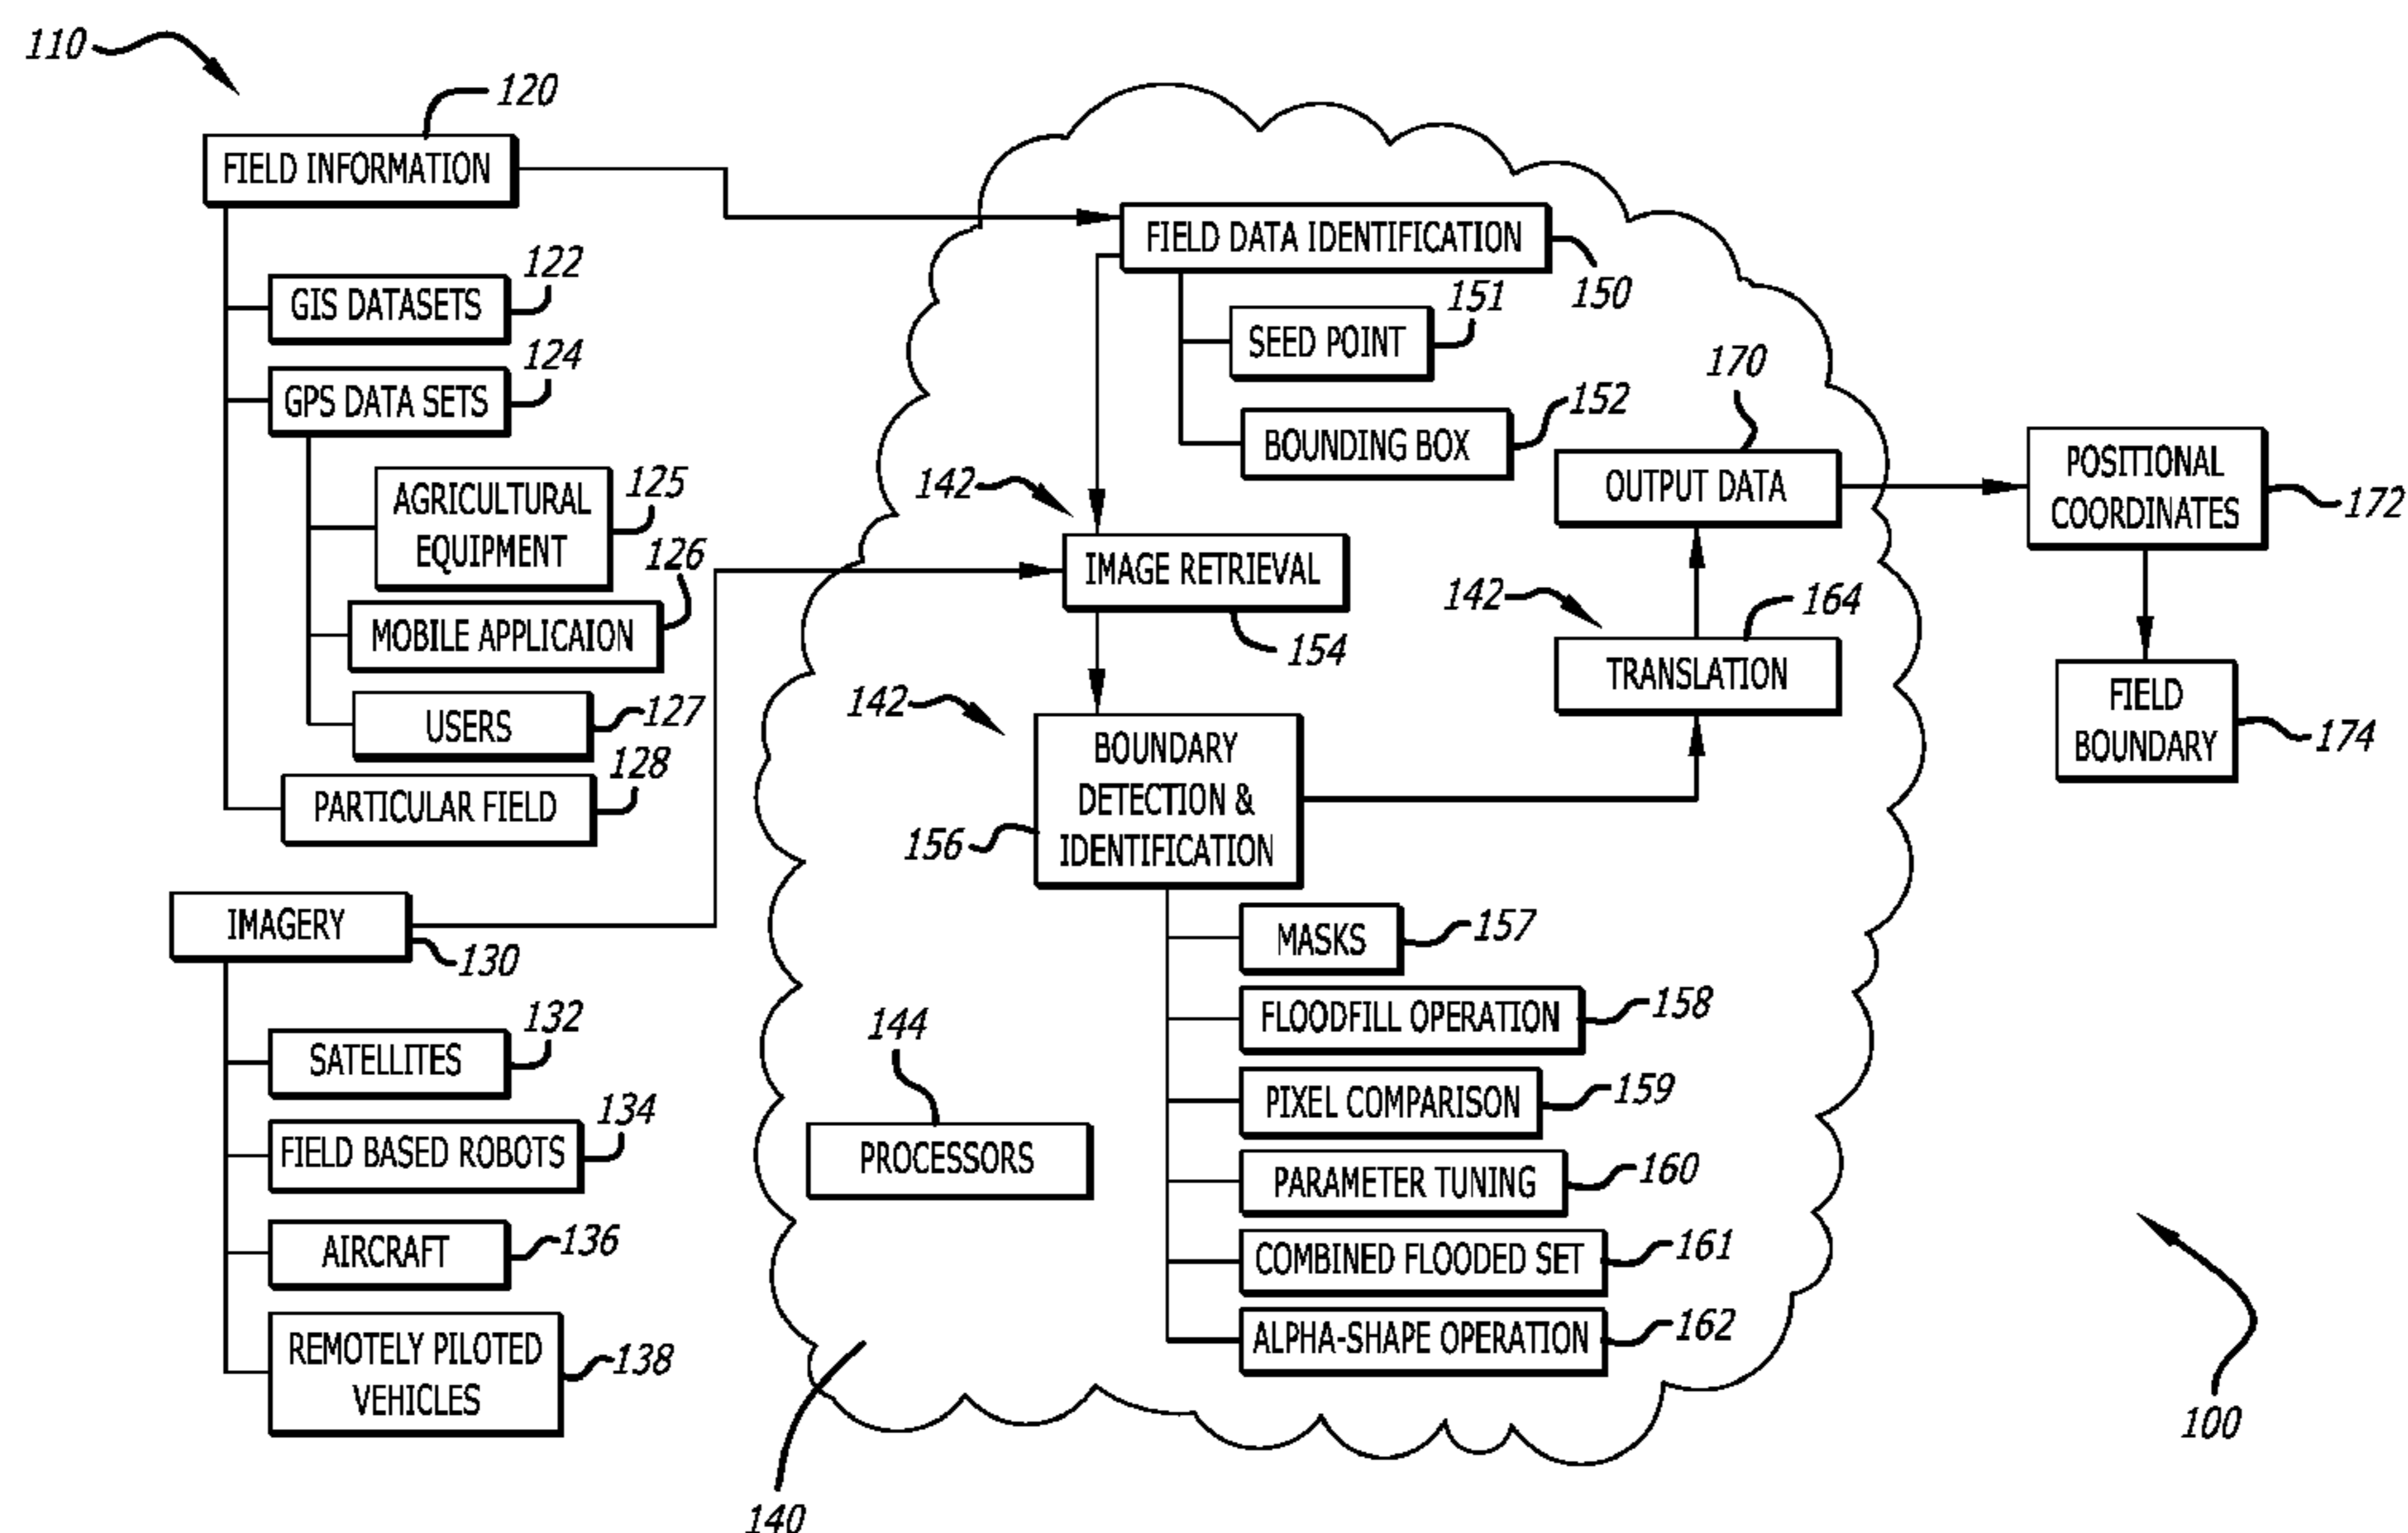 110
120
FIELD INFORMATION
122
GIS DATASETS
124
GPS DATA SETS
AGRICULTURAL
EQUIPMENT
125
126
MOBILE APPLICAION
USERS
127
128
PARTICULAR FIELD
IMAGERY
130
132
SATELLITES
134
FIELD BASED ROBOTS
AIRCRAFT
136
REMOTELY PILOTED
VEHICLES
138
FIELD DATA IDENTIFICATION
150
151
SEED POINT
152
BOUNDING BOX
142
IMAGE RETRIEVAL
154
142
BOUNDARY
DETECTION &
IDENTIFICATION
156
MASKS
157
FLOODFILL OPERATION
158
PIXEL COMPARISON
159
PARAMETER TUNING
160
COMBINED FLOODED SET
161
ALPHA-SHAPE OPERATION
162
144
PROCESSORS
140
170
OUTPUT DATA
142
164
TRANSLATION
POSITIONAL
COORDINATES
172
FIELD
BOUNDARY
174
100